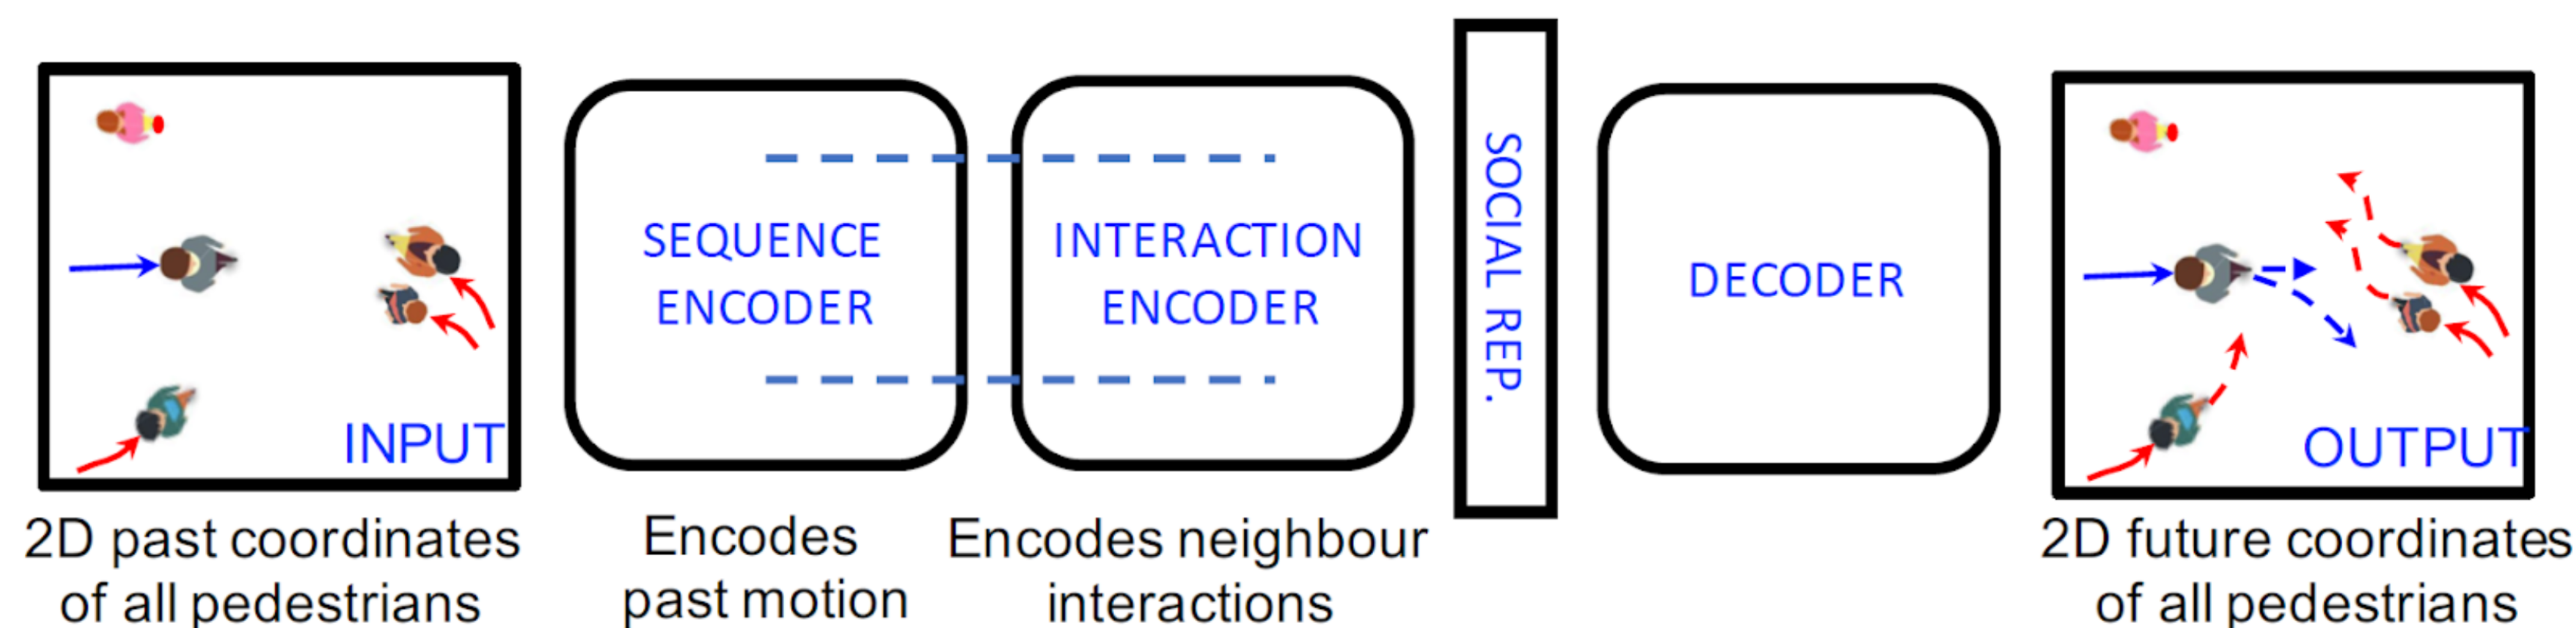 INPUT
2D past coordinates
of all pedestrians
SEQUENCE
ENCODER
Encodes
past motion
INTERACTION
ENCODER
Encodes neighbour
interactions
SOCIAL REP.
DECODER
OUTPUT
2D future coordinates
of all pedestrians